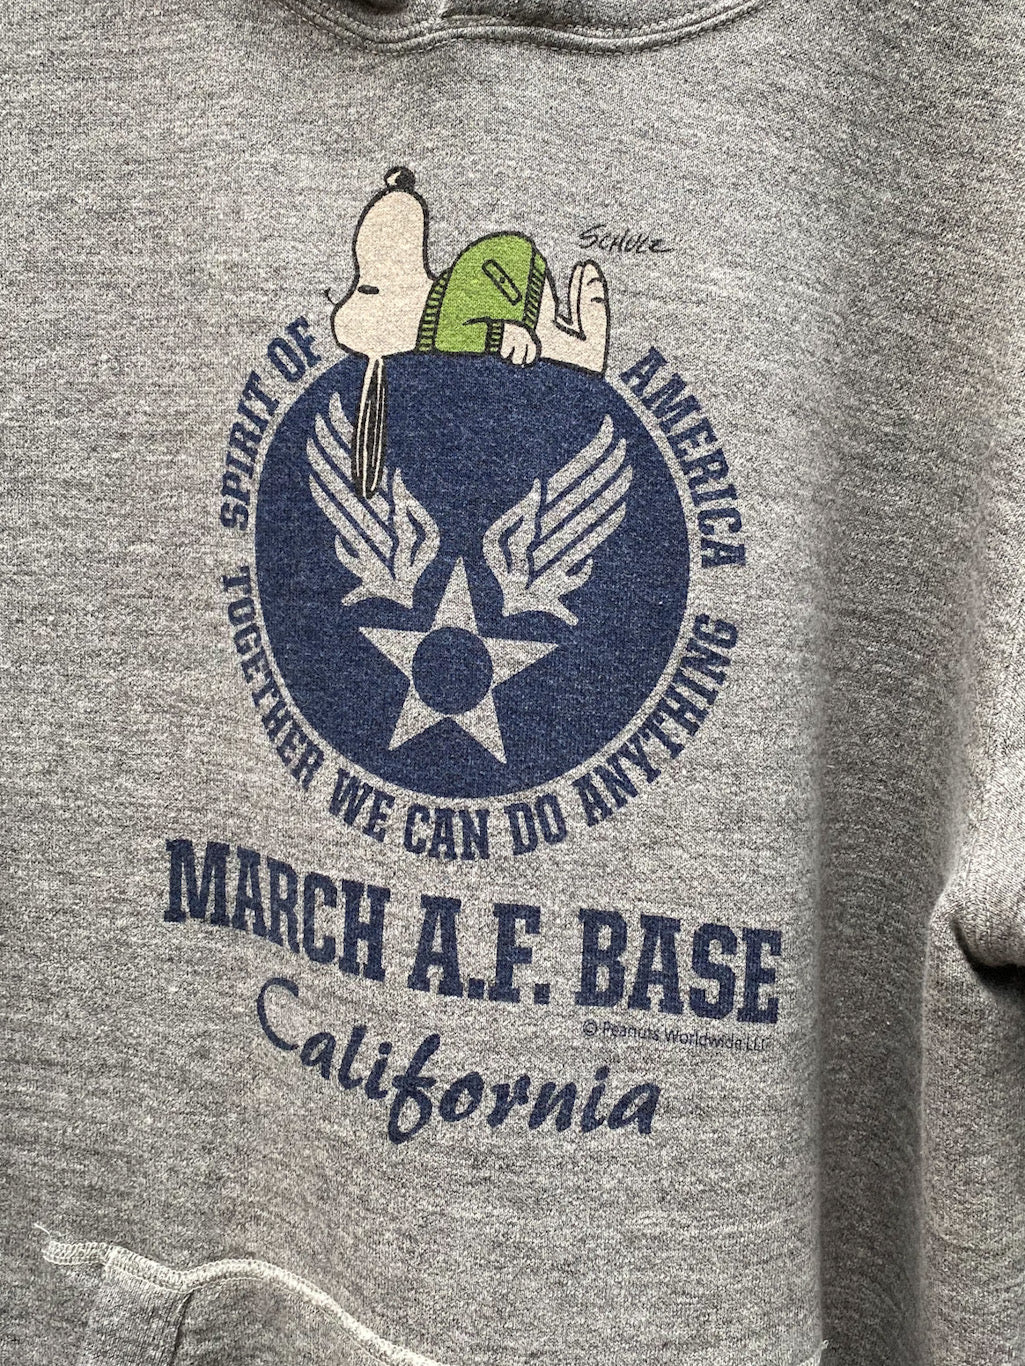 SCHULZ
SPIRIT OF AMERICA
TOGETHER WE CAN DO ANYTHING
MARCH A.F. BASE
© Peanuts Worldwide LLC
California